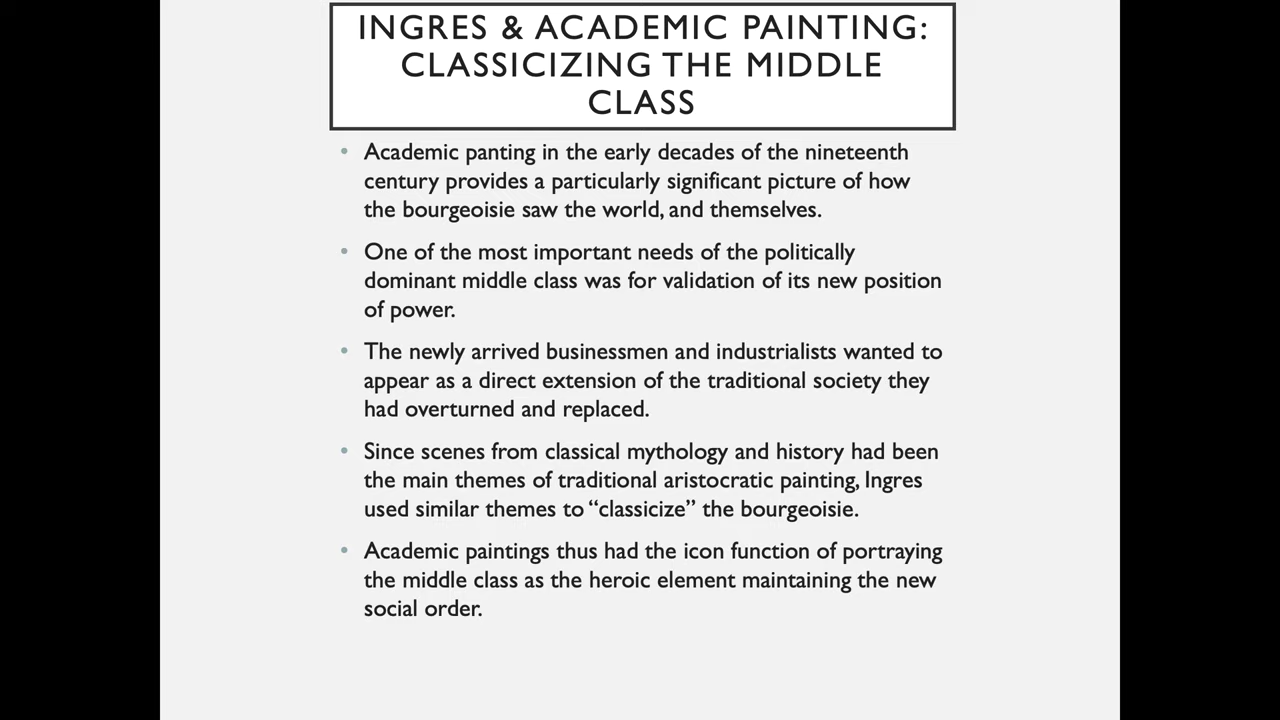 INGRES & ACADEMIC PAINTING:
CLASSICIZING THE MIDDLE
CLASS
• Academic panting in the early decades of the nineteenth
century provides a particularly significant picture of how
the bourgeoisie saw the world, and themselves.
• One of the most important needs of the politically
dominant middle class was for validation of its new position
of power.
• The newly arrived businessmen and industrialists wanted to
appear as a direct extension of the traditional society they
had overturned and replaced.
• Since scenes from classical mythology and history had been
the main themes of traditional aristocratic painting, Ingres
used similar themes to “classicize” the bourgeoisie.
• Academic paintings thus had the icon function of portraying
the middle class as the heroic element maintaining the new
social order.